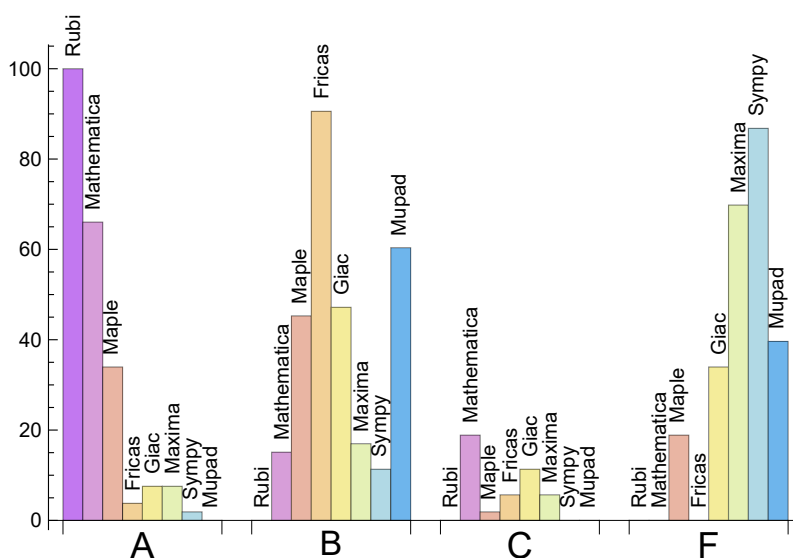 100
80
60
40
20
0
Rubi
Mathematica
Maple
Fricas
Giac
Maxima
Sympy
Mupad
A
Rubi
Mathematica
Maple
Fricas
Giac
Maxima
Sympy
Mupad
B
Rubi
Mathematica
Maple
Fricas
Giac
Maxima
Sympy
Mupad
C
Rubi
Mathematica
Maple
Fricas
Giac
Maxima
Sympy
Mupad
F